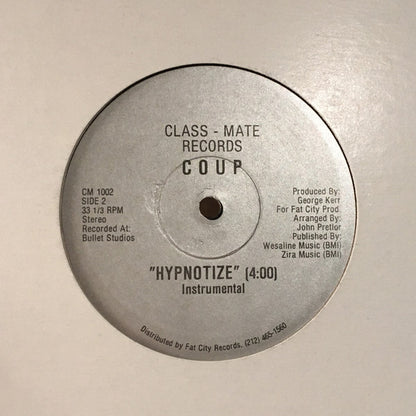 CLASS - MATE
RECORDS
COUP
CM 1002
SIDE 2
33 1/3 RPM
Stereo
Recorded At:
Bullet Studios
Produced By:
George Kerr
For Fat City Prod.
Arranged By:
John Pretlor
Published By:
Wesaline Music (BMI)
Zira Music (BMI)
"HYPNOTIZE" (4:00)
Instrumental
Distributed by Fat City Records, (212) 465-1560